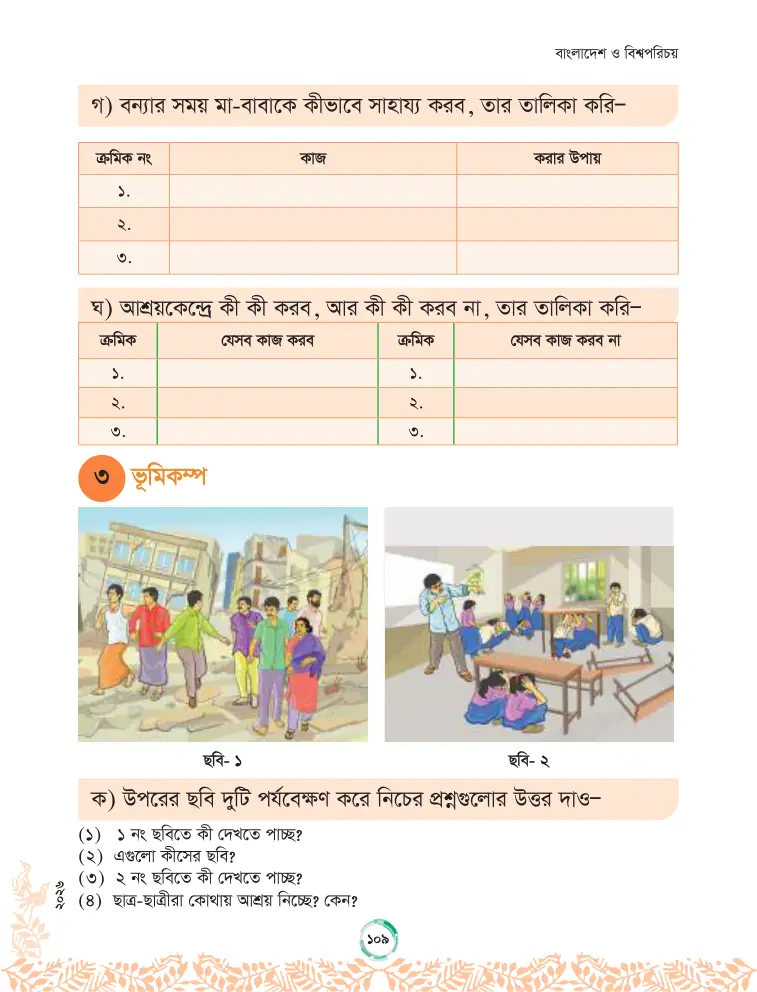 বাংলাদেশ ও বিশ্বপরিচয়
গ) বন্যার সময় মা-বাবাকে কীভাবে সাহায্য করব, তার তালিকা করি–
ক্রমিক নং কাজ করার উপায়
১.
২.
৩.
ঘ) আশ্রয়কেন্দ্রে কী কী করব, আর কী কী করব না, তার তালিকা করি–
ক্রমিক যেসব কাজ করব ক্রমিক যেসব কাজ করব না
১. ১.
২. ২.
৩. ৩.
৩ ভূমিকম্প
ছবি- ১ ছবি- ২
ক) উপরের ছবি দুটি পর্যবেক্ষণ করে নিচের প্রশ্নগুলোর উত্তর দাও–
(১) ১ নং ছবিতে কী দেখতে পাচ্ছ?
(২) এগুলো কীসের ছবি?
(৩) ২ নং ছবিতে কী দেখতে পাচ্ছ?
(৪) ছাত্র-ছাত্রীরা কোথায় আশ্রয় নিচ্ছে? কেন?
২০২৬
১০৯